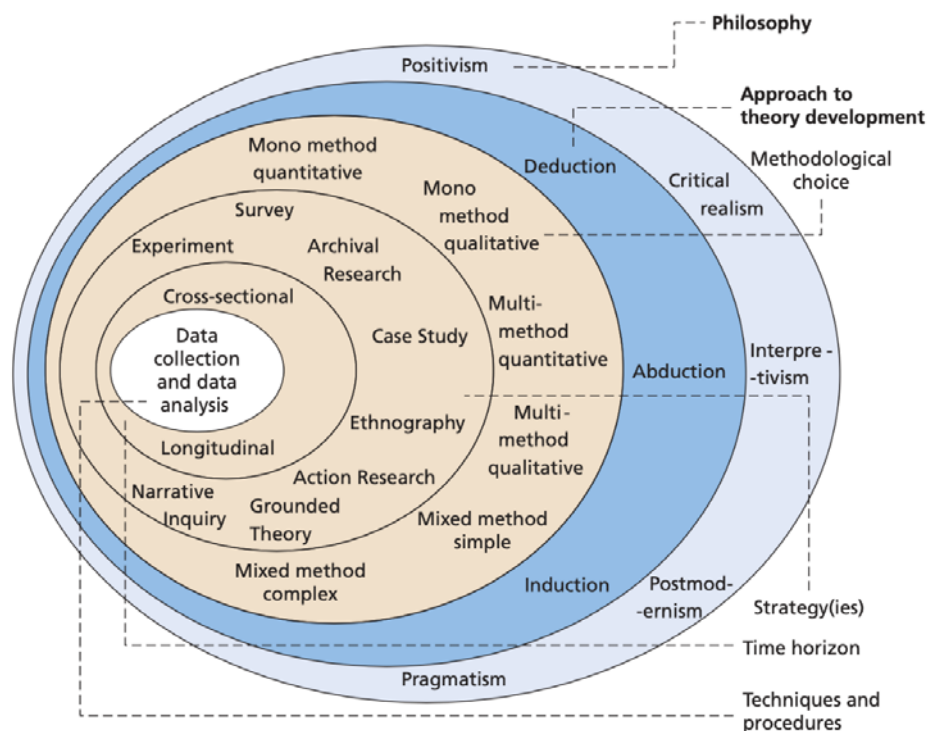 Philosophy
Positivism
Approach to
theory development
Mono method
quantitative
Deduction
Methodological
choice
Critical
realism
Mono
method
qualitative
Survey
Experiment
Archival
Research
Cross-sectional
Multi-
method
quantitative
Data
collection
and data
analysis
Case Study
Abduction
Interpre-
-tivism
Multi-
method
qualitative
Ethnography
Longitudinal
Action Research
Narrative
Inquiry
Grounded
Theory
Mixed method
simple
Mixed method
complex
Induction
Postmod-
-ernism
Strategy(ies)
Time horizon
Pragmatism
Techniques and
procedures